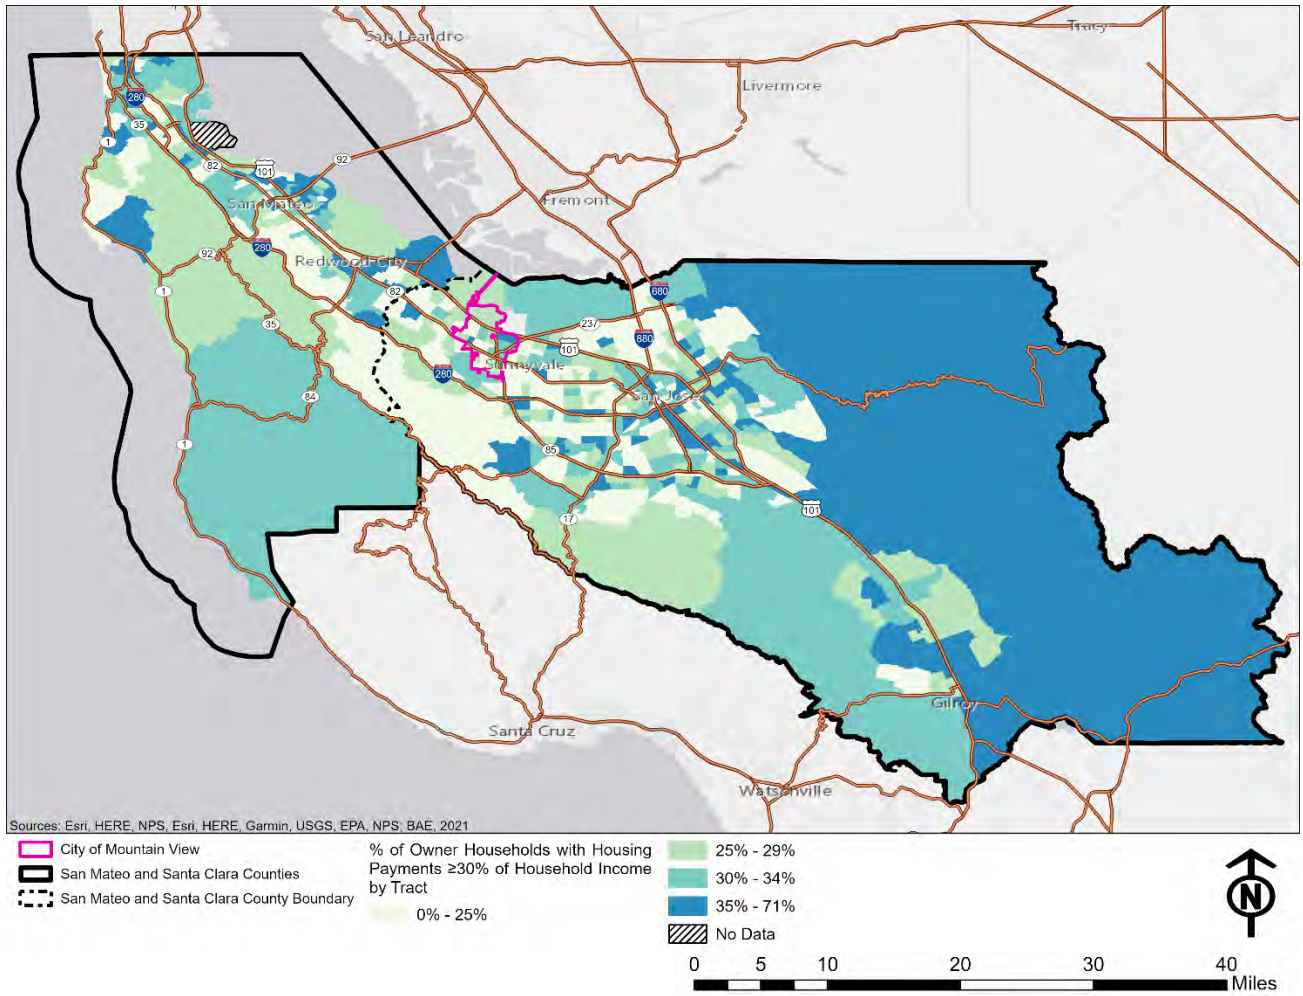 San Leandro
Tracy
Livermore
280
35
1
82
101
92
San Mateo
Fremont
280
92
Redwood City
1
82
680
35
237
880
101
Sunnyvale
280
San Jose
84
1
85
101
17
Gilroy
Santa Cruz
Watsonville
Sources: Esri, HERE, NPS, Esri, HERE, Garmin, USGS, EPA, NPS; BAE, 2021
City of Mountain View
San Mateo and Santa Clara Counties
San Mateo and Santa Clara County Boundary
% of Owner Households with Housing
Payments ≥30% of Household Income
by Tract
0% - 25%
25% - 29%
30% - 34%
35% - 71%
No Data
N
0 5 10 20 30 40
Miles